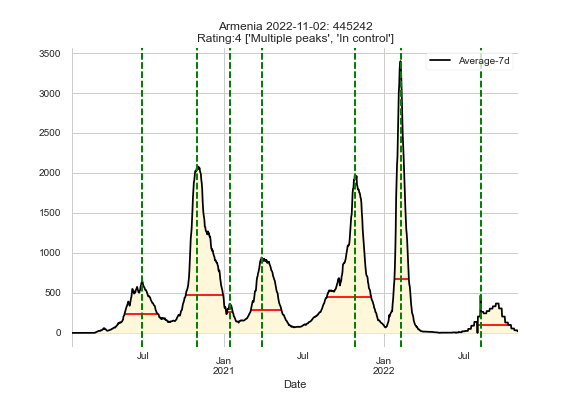 Armenia 2022-11-02: 445242
Rating:4 ['Multiple peaks', 'In control']
Average-7d
3500
3000
2500
2000
1500
1000
500
0
Jul
Jan
2021
Jul
Jan
2022
Jul
Date